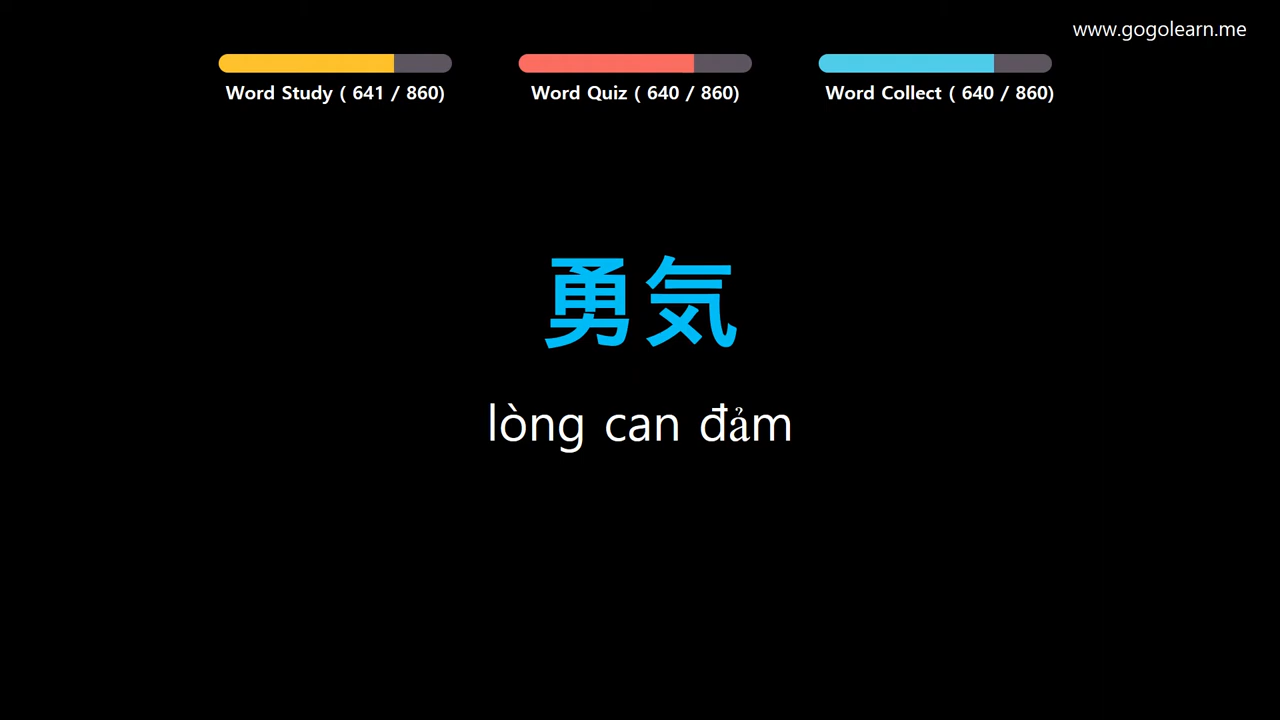 www.gogolearn.me
Word Study ( 641 / 860)
Word Quiz ( 640 / 860)
Word Collect ( 640 / 860)
勇気
lòng can đảm